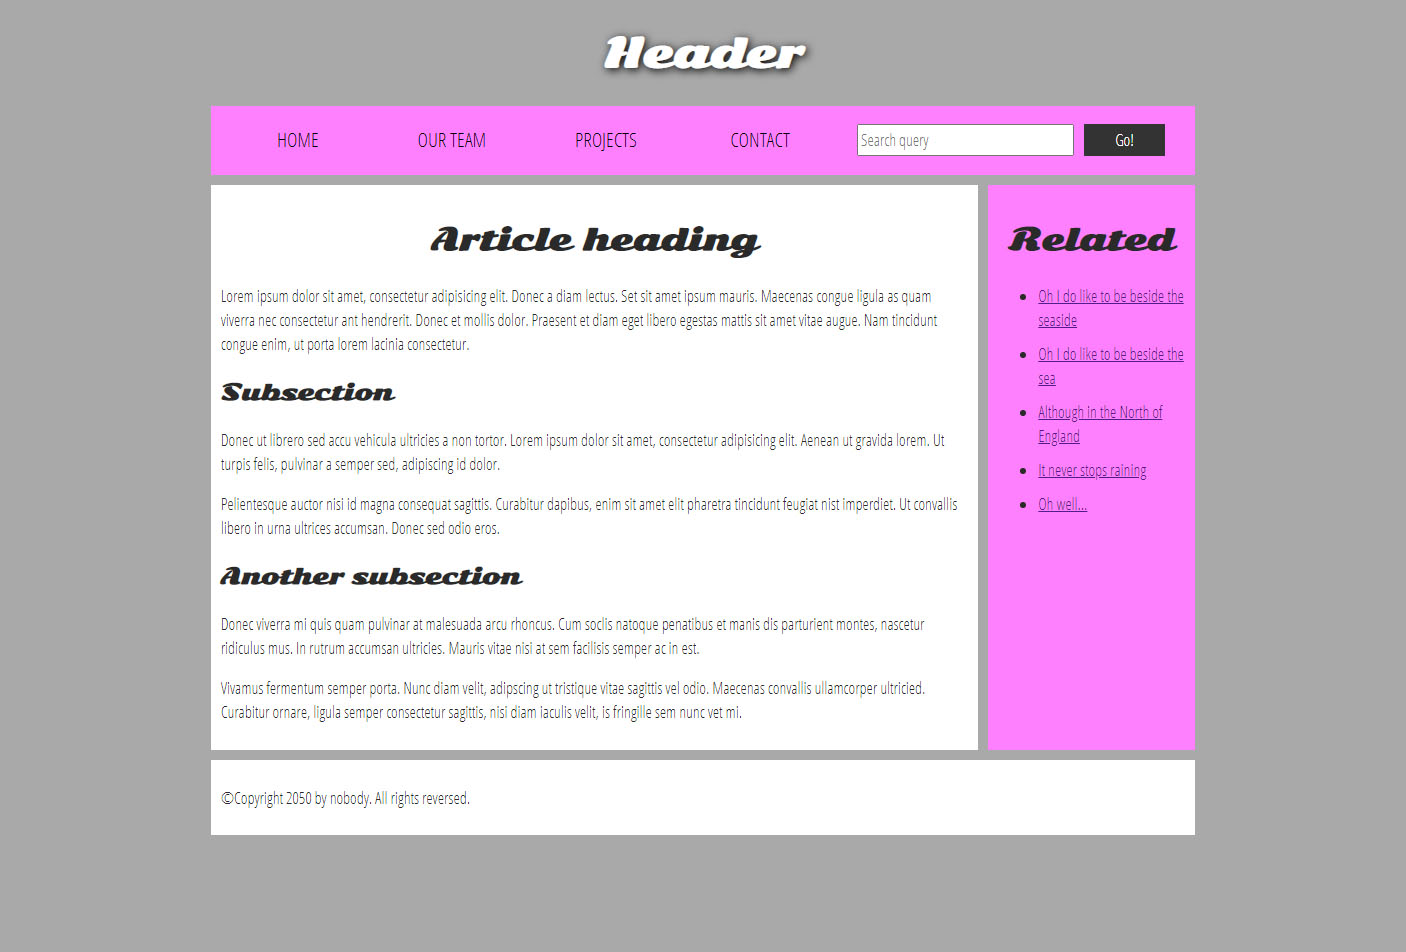 Header
HOME OUR TEAM PROJECTS CONTACT Search query Go!
Article heading
Lorem ipsum dolor sit amet, consectetur adipisicing elit. Donec a diam lectus. Set sit amet ipsum mauris. Maecenas congue ligula as quam
viverra nec consectetur ant hendrerit. Donec et mollis dolor. Praesent et diam eget libero egestas mattis sit amet vitae augue. Nam tincidunt
congue enim, ut porta lorem lacinia consectetur.
Subsection
Donec ut librero sed accu vehicula ultricies a non tortor. Lorem ipsum dolor sit amet, consectetur adipisicing elit. Aenean ut gravida lorem. Ut
turpis felis, pulvinar a semper sed, adipiscing id dolor.
Pelientesque auctor nisi id magna consequat sagittis. Curabitur dapibus, enim sit amet elit pharetra tincidunt feugiat nist imperdiet. Ut convallis
libero in urna ultrices accumsan. Donec sed odio eros.
Another subsection
Donec viverra mi quis quam pulvinar at malesuada arcu rhoncus. Cum soclis natoque penatibus et manis dis parturient montes, nascetur
ridiculus mus. In rutrum accumsan ultricies. Mauris vitae nisi at sem facilisis semper ac in est.
Vivamus fermentum semper porta. Nunc diam velit, adipscing ut tristique vitae sagittis vel odio. Maecenas convallis ullamcorper ultricied.
Curabitur ornare, ligula semper consectetur sagittis, nisi diam iaculis velit, is fringille sem nunc vet mi.
Related
Oh I do like to be beside the
seaside
Oh I do like to be beside the
sea
Although in the North of
England
It never stops raining
Oh well...
©Copyright 2050 by nobody. All rights reversed.